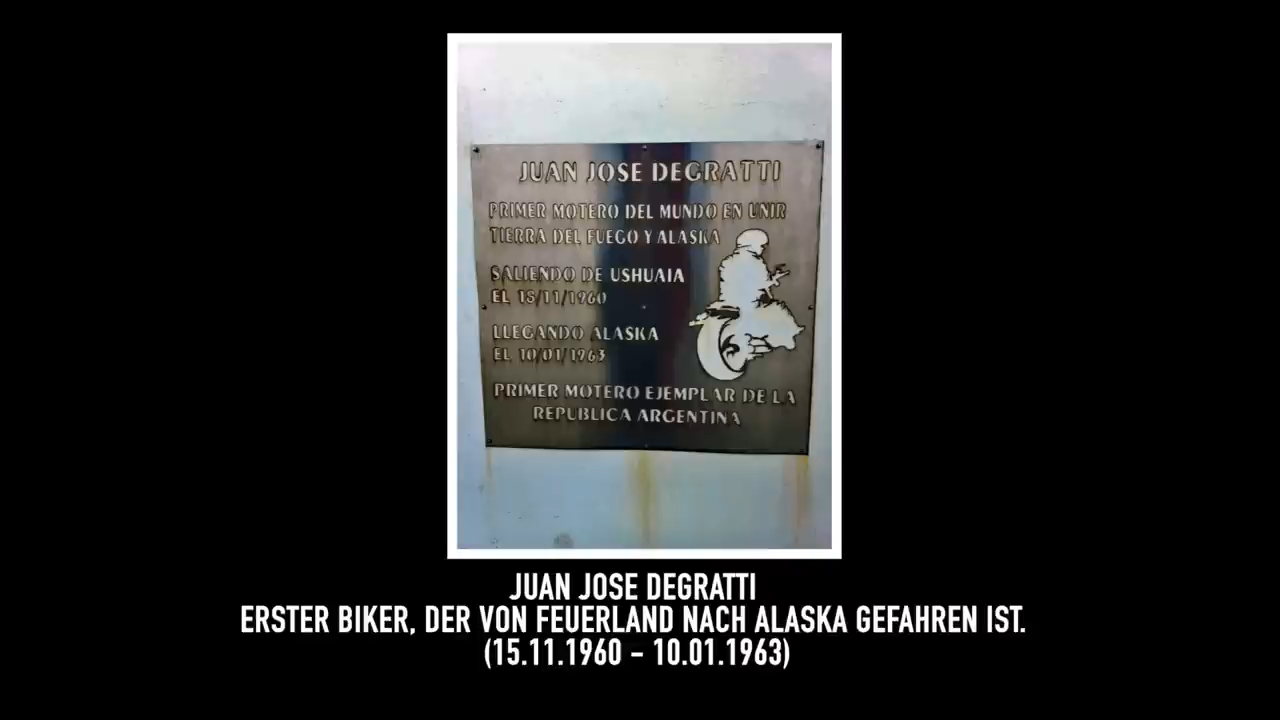 JUAN JOSE DEGRATTI
PRIMER MOTERO DEL MUNDO EN UNIR
TIERRA DEL FUEGO Y ALASKA
SALIENDO DE USHUAIA
EL 15/11/1960
LLEGANDO ALASKA
EL 10/01/1963
PRIMER MOTERO EJEMPLAR DE LA
REPUBLICA ARGENTINA
JUAN JOSE DEGRATTI
ERSTER BIKER, DER VON FEUERLAND NACH ALASKA GEFAHREN IST.
(15.11.1960 – 10.01.1963)